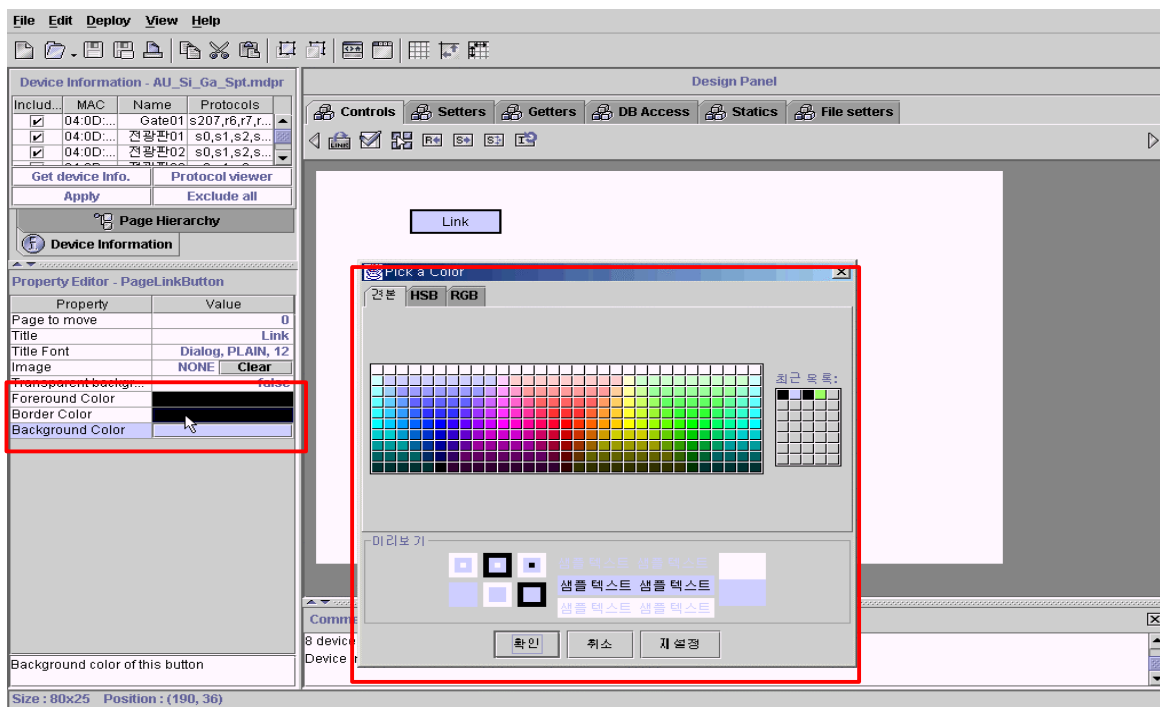 File Edit Deploy View Help
Device Information - AU_Si_Ga_Spt.mdpr
Includ... MAC Name Protocols
04:0D:... Gate01 s207,r6,r7,r...
04:0D:... 전광판01 s0,s1,s2,s...
04:0D:... 전광판02 s0,s1,s2,s...
Get device Info. Protocol viewer
Apply Exclude all
Page Hierarchy
Device Information
Property Editor - PageLinkButton
Property Value
Page to move 0
Title Link
Title Font Dialog, PLAIN, 12
Image NONE Clear
Transparent backgr... false
Foreround Color
Border Color
Background Color
Background color of this button
Size : 80x25 Position : (190, 36)
Design Panel
Controls Setters Getters DB Access Statics File setters
LINK R+ S+
Link
Pick a Color
견본 HSB RGB
최근 목록:
미리보기
샘플 텍스트 샘플 텍스트
샘플 텍스트 샘플 텍스트
샘플 텍스트 샘플 텍스트
확인 취소 재설정
8 device
Device